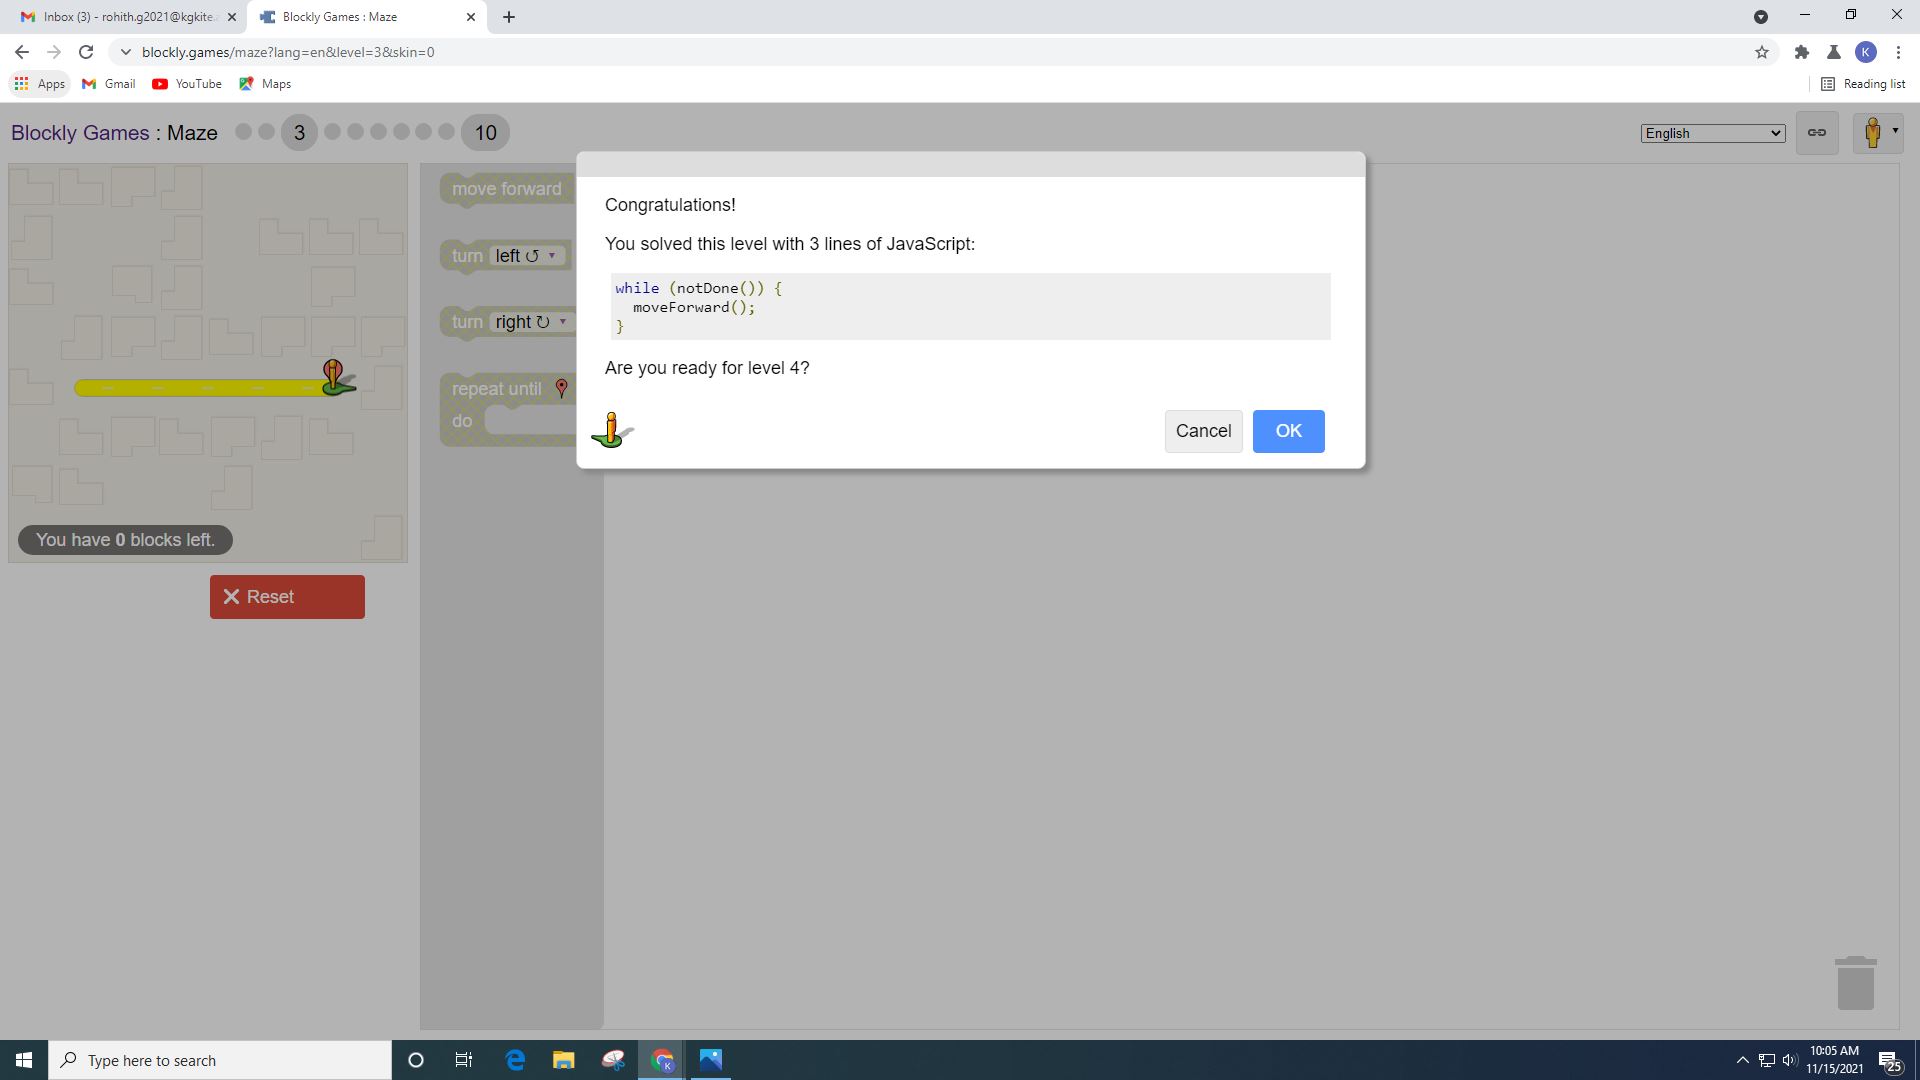 Inbox (3) - rohith.g2021@kgkite.
Blockly Games : Maze
blockly.games/maze?lang=en&level=3&skin=0
K
Apps
Gmail
YouTube
Maps
Reading list
Blockly Games : Maze
3
10
English
move forward
turn left ↺ ▾
turn right ↻ ▾
repeat until
do
Congratulations!
You solved this level with 3 lines of JavaScript:
while (notDone()) {
  moveForward();
}
Are you ready for level 4?
Cancel
OK
You have 0 blocks left.
Reset
Type here to search
K
10:05 AM
11/15/2021
25